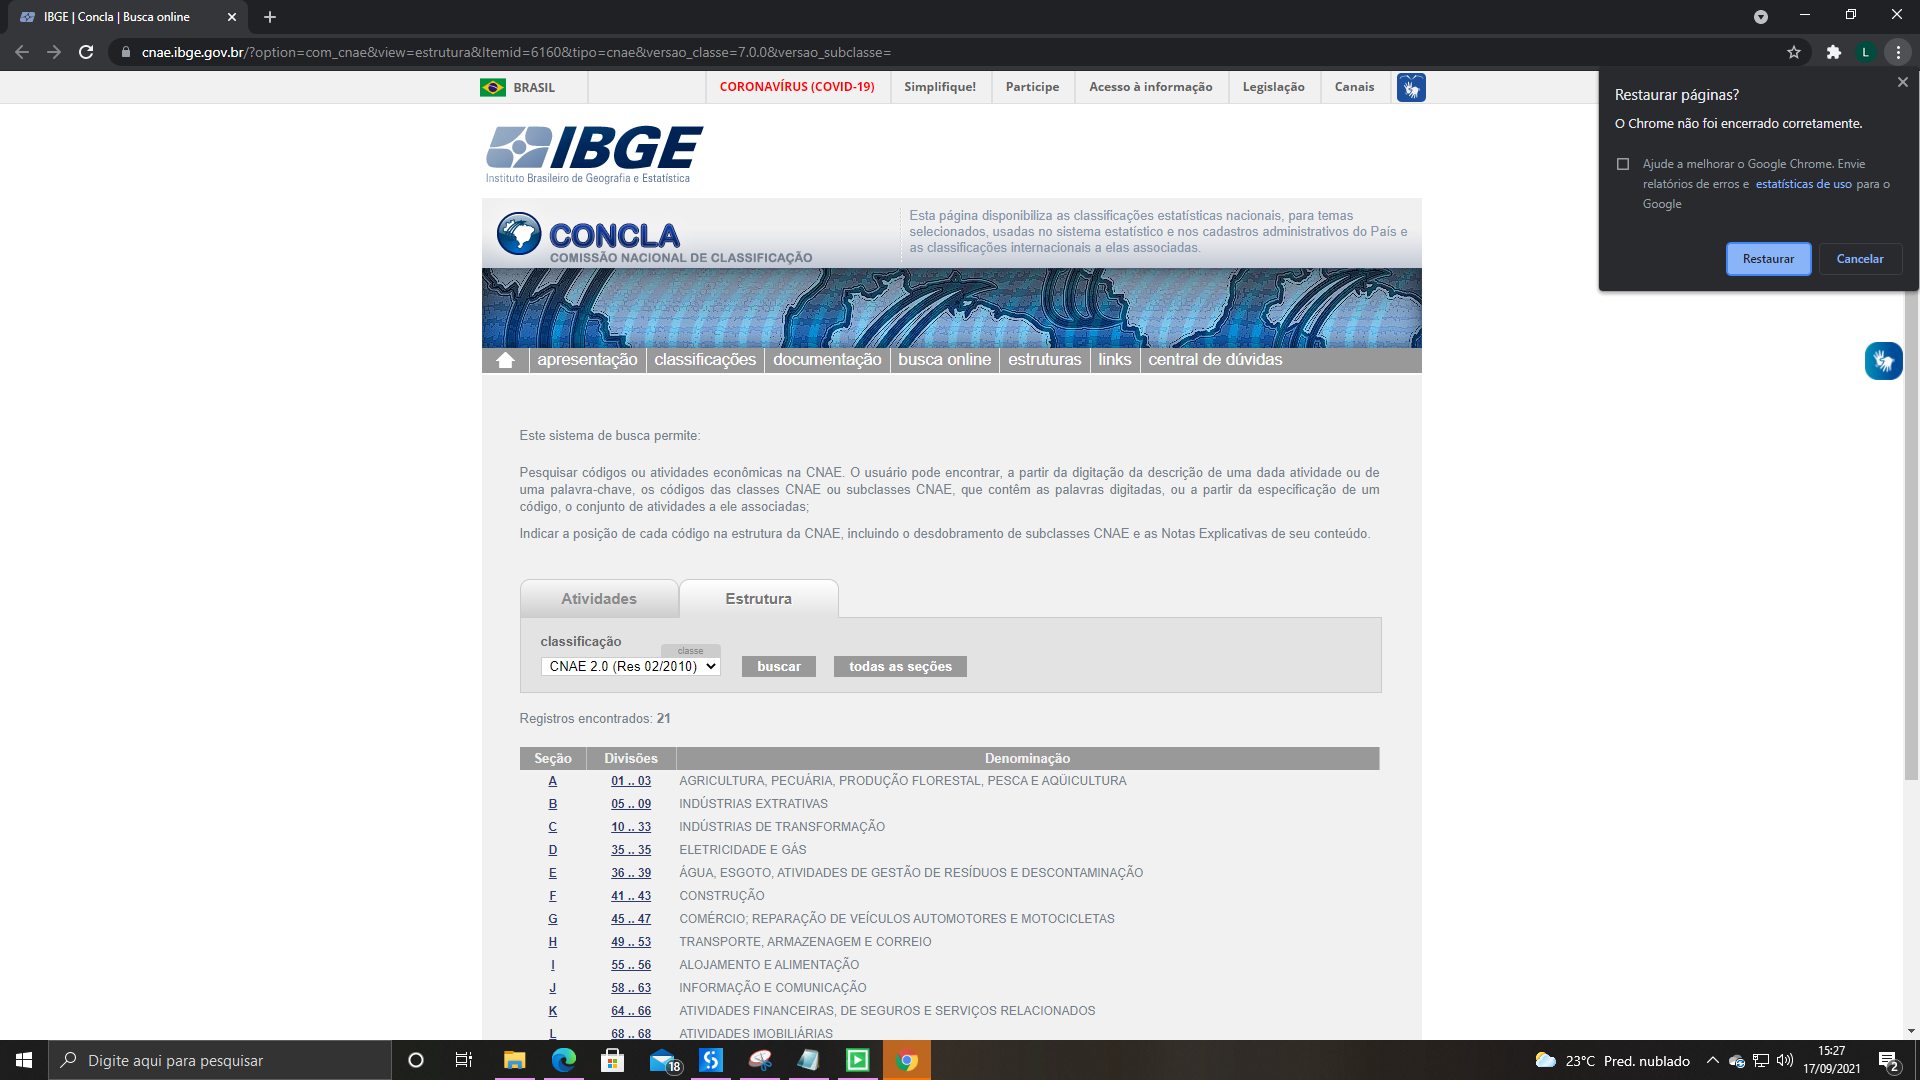 IBGE | Concla | Busca online
cnae.ibge.gov.br/?option=com_cnae&view=estrutura&Itemid=6160&tipo=cnae&versao_classe=7.0.0&versao_subclasse=
L
BRASIL
CORONAVÍRUS (COVID-19)
Simplifique!
Participe
Acesso à informação
Legislação
Canais
Restaurar páginas?
O Chrome não foi encerrado corretamente.
Ajude a melhorar o Google Chrome. Envie
relatórios de erros e estatísticas de uso para o
Google
Restaurar
Cancelar
IBGE
Instituto Brasileiro de Geografia e Estatística
CONCLA
COMISSÃO NACIONAL DE CLASSIFICAÇÃO
Esta página disponibiliza as classificações estatísticas nacionais, para temas
selecionados, usadas no sistema estatístico e nos cadastros administrativos do País e
as classificações internacionais a elas associadas.
apresentação
classificações
documentação
busca online
estruturas
links
central de dúvidas
Este sistema de busca permite:
Pesquisar códigos ou atividades econômicas na CNAE. O usuário pode encontrar, a partir da digitação da descrição de uma dada atividade ou de
uma palavra-chave, os códigos das classes CNAE ou subclasses CNAE, que contêm as palavras digitadas, ou a partir da especificação de um
código, o conjunto de atividades a ele associadas;
Indicar a posição de cada código na estrutura da CNAE, incluindo o desdobramento de subclasses CNAE e as Notas Explicativas de seu conteúdo.
Atividades
Estrutura
classificação
classe
CNAE 2.0 (Res 02/2010)
buscar
todas as seções
Registros encontrados: 21
Seção Divisões Denominação
A 01 .. 03 AGRICULTURA, PECUÁRIA, PRODUÇÃO FLORESTAL, PESCA E AQÜICULTURA
B 05 .. 09 INDÚSTRIAS EXTRATIVAS
C 10 .. 33 INDÚSTRIAS DE TRANSFORMAÇÃO
D 35 .. 35 ELETRICIDADE E GÁS
E 36 .. 39 ÁGUA, ESGOTO, ATIVIDADES DE GESTÃO DE RESÍDUOS E DESCONTAMINAÇÃO
F 41 .. 43 CONSTRUÇÃO
G 45 .. 47 COMÉRCIO; REPARAÇÃO DE VEÍCULOS AUTOMOTORES E MOTOCICLETAS
H 49 .. 53 TRANSPORTE, ARMAZENAGEM E CORREIO
I 55 .. 56 ALOJAMENTO E ALIMENTAÇÃO
J 58 .. 63 INFORMAÇÃO E COMUNICAÇÃO
K 64 .. 66 ATIVIDADES FINANCEIRAS, DE SEGUROS E SERVIÇOS RELACIONADOS
L 68 .. 68 ATIVIDADES IMOBILIÁRIAS
Digite aqui para pesquisar
18
23°C Pred. nublado
15:27
17/09/2021
2